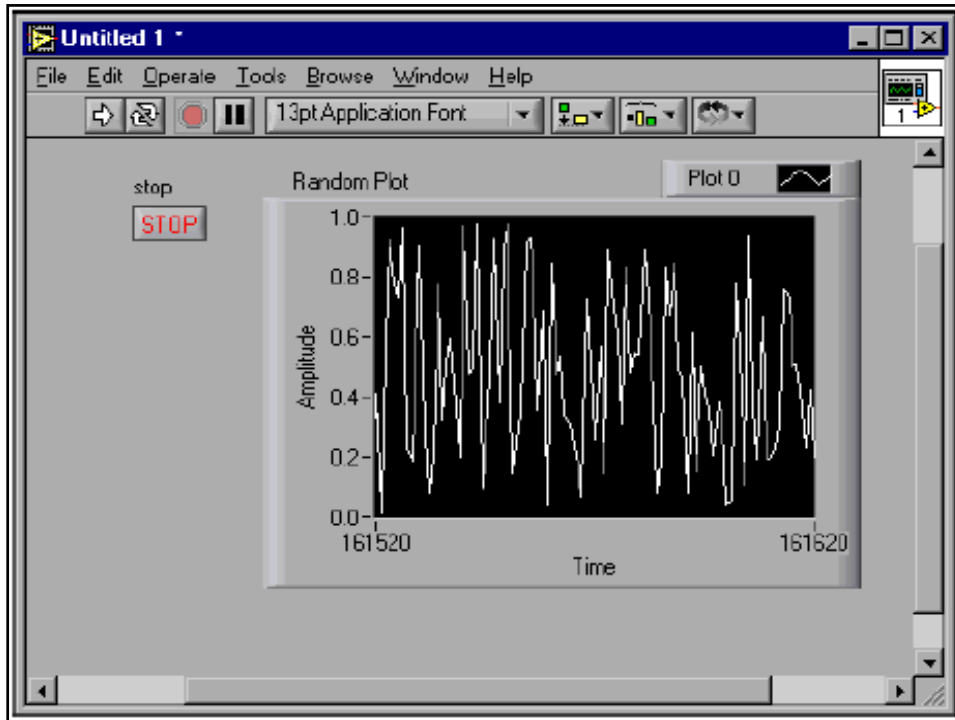 Untitled 1 *
File Edit Operate Tools Browse Window Help
13pt Application Font
1
stop
STOP
Random Plot
Plot 0
1.0
0.8
0.6
0.4
0.2
0.0
Amplitude
161520 161620
Time